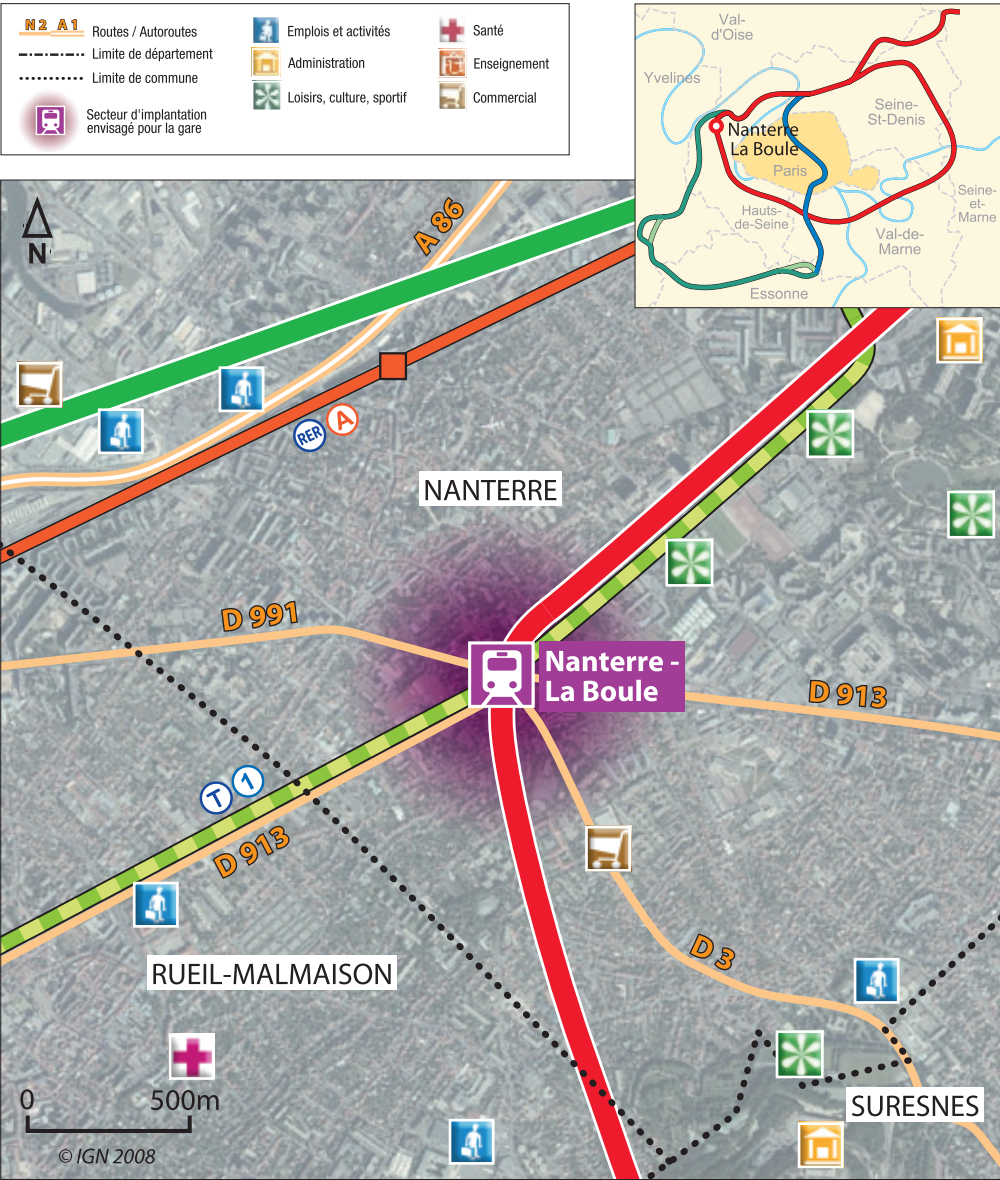 N 2 A 1
Routes / Autoroutes
Limite de département
Limite de commune
Secteur d'implantation
envisagé pour la gare
Emplois et activités
Administration
Loisirs, culture, sportif
Santé
Enseignement
Commercial
Val-
d'Oise
Yvelines
Seine-
St-Denis
Nanterre
La Boule
Paris
Hauts-
de-Seine
Seine-
et-
Marne
Val-de-
Marne
Essonne
N
A 86
RER A
NANTERRE
D 991
Nanterre -
La Boule
D 913
T 1
D 913
D 3
RUEIL-MALMAISON
SURESNES
0 500m
© IGN 2008